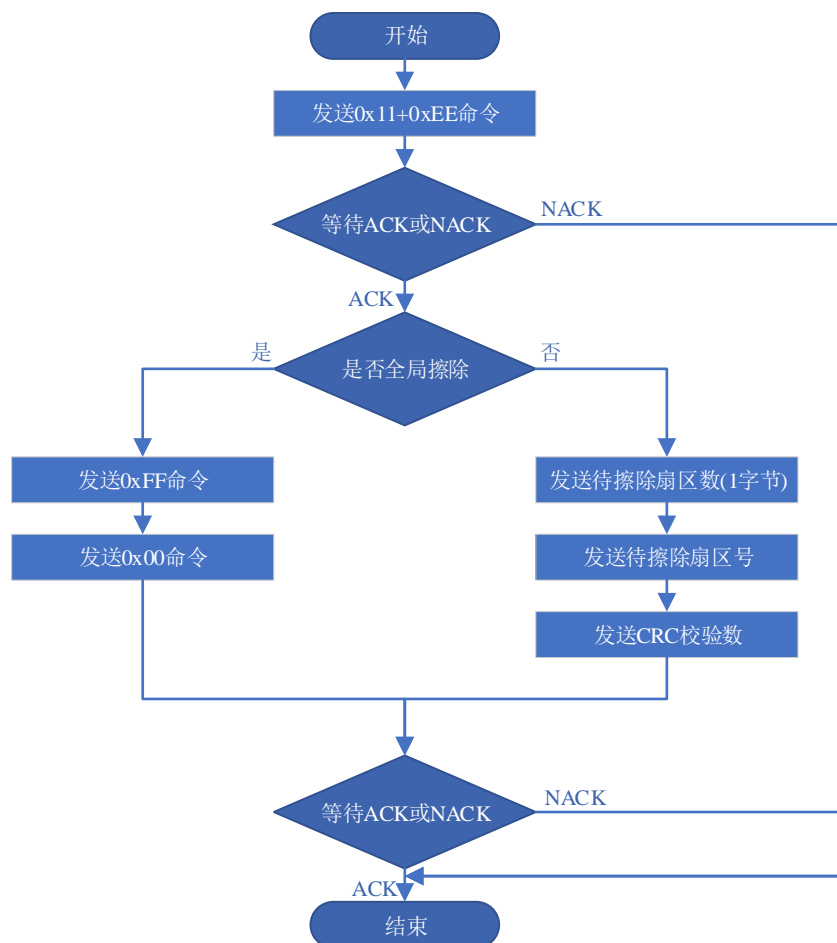 开始
发送0x11+0xEE命令
等待ACK或NACK
NACK
ACK
是否全局擦除
是
否
发送0xFF命令
发送待擦除扇区数(1字节)
发送0x00命令
发送待擦除扇区号
发送CRC校验数
等待ACK或NACK
NACK
ACK
结束